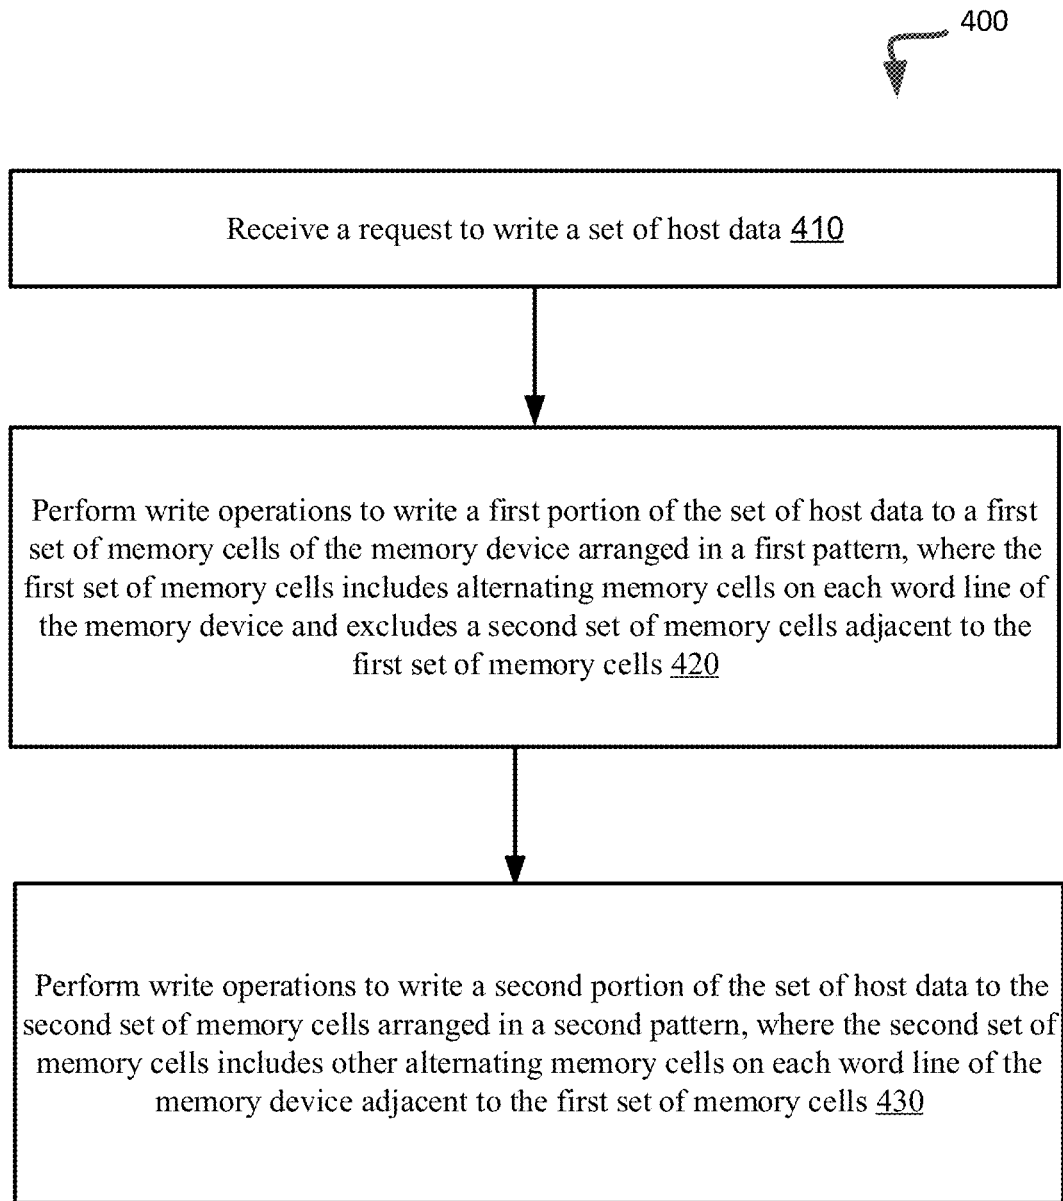 400
Receive a request to write a set of host data 410
Perform write operations to write a first portion of the set of host data to a first
set of memory cells of the memory device arranged in a first pattern, where the
first set of memory cells includes alternating memory cells on each word line of
the memory device and excludes a second set of memory cells adjacent to the
first set of memory cells 420
Perform write operations to write a second portion of the set of host data to the
second set of memory cells arranged in a second pattern, where the second set of
memory cells includes other alternating memory cells on each word line of the
memory device adjacent to the first set of memory cells 430